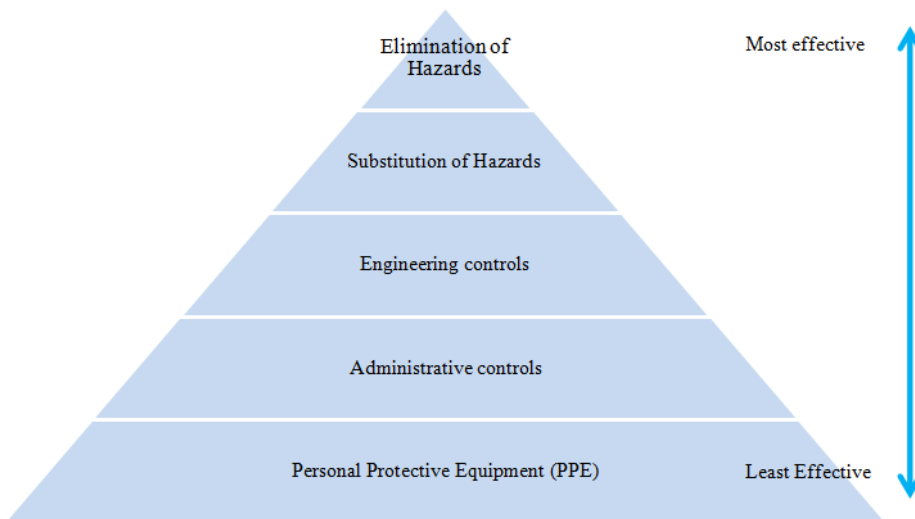 Elimination of
Hazards
Most effective
Substitution of Hazards
Engineering controls
Administrative controls
Personal Protective Equipment (PPE)
Least Effective